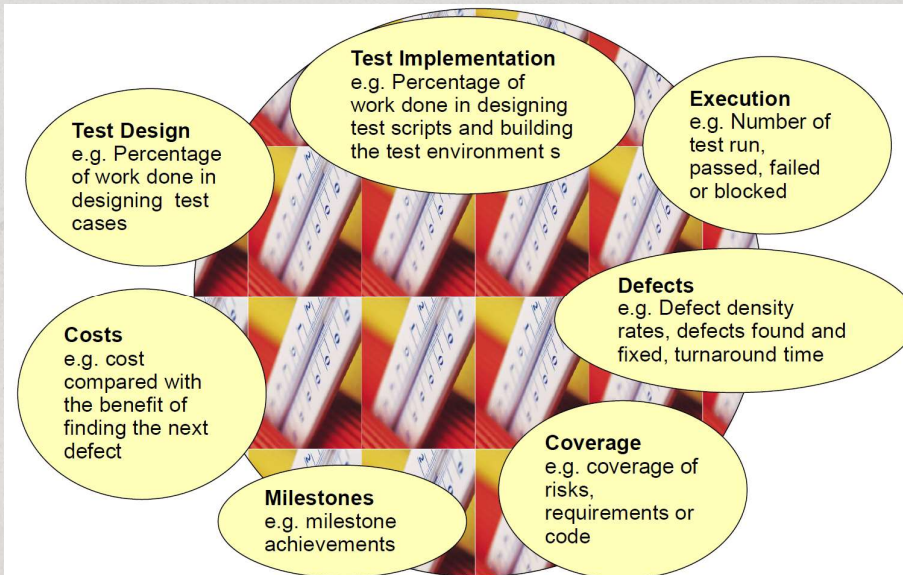 Test Implementation
e.g. Percentage of
work done in designing
test scripts and building
the test environment s
Execution
e.g. Number of
test run,
passed, failed
or blocked
Test Design
e.g. Percentage
of work done in
designing test
cases
Defects
e.g. Defect density
rates, defects found and
fixed, turnaround time
Costs
e.g. cost
compared with
the benefit of
finding the next
defect
Coverage
e.g. coverage of
risks,
requirements or
code
Milestones
e.g. milestone
achievements